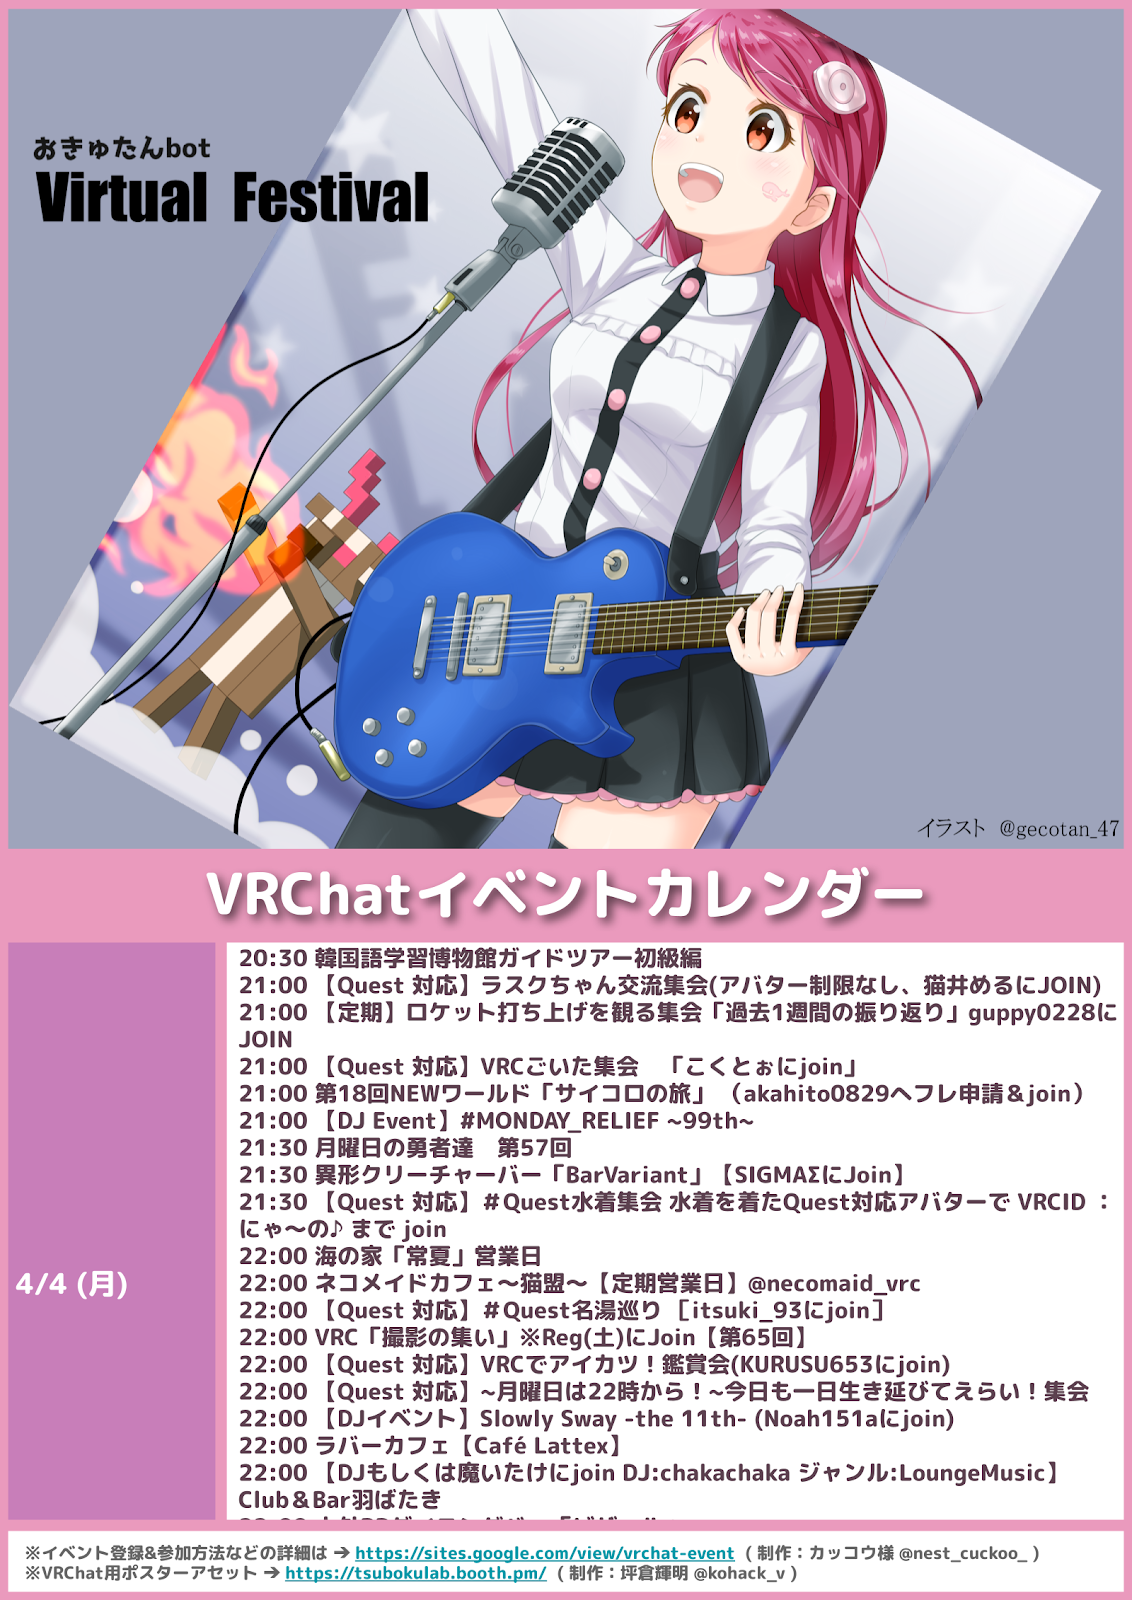 おきゅたんbot
Virtual Festival
イラスト @gecotan_47
VRChatイベントカレンダー
4/4 (月)
20:30 韓国語学習博物館ガイドツアー初級編
21:00 【Quest 対応】ラスクちゃん交流集会(アバター制限なし、猫井めるにJOIN)
21:00 【定期】ロケット打ち上げを観る集会「過去1週間の振り返り」guppy0228に
JOIN
21:00 【Quest 対応】VRCごいた集会　「こくとぉにjoin」
21:00 第18回NEWワールド「サイコロの旅」 （akahito0829へフレ申請＆join）
21:00 【DJ Event】#MONDAY_RELIEF ~99th~
21:30 月曜日の勇者達　第57回
21:30 異形クリーチャーバー「BarVariant」【SIGMAΣにJoin】
21:30 【Quest 対応】＃Quest水着集会 水着を着たQuest対応アバターで VRCID ：
にゃ～の♪ まで join
22:00 海の家「常夏」営業日
22:00 ネコメイドカフェ～猫盟～【定期営業日】@necomaid_vrc
22:00 【Quest 対応】＃Quest名湯巡り ［itsuki_93にjoin］
22:00 VRC「撮影の集い」※Reg(土)にJoin【第65回】
22:00 【Quest 対応】VRCでアイカツ！鑑賞会(KURUSU653にjoin)
22:00 【Quest 対応】~月曜日は22時から！~今日も一日生き延びてえらい！集会
22:00 【DJイベント】Slowly Sway -the 11th- (Noah151aにjoin)
22:00 ラバーカフェ【Café Lattex】
22:00 【DJもしくは魔いたけにjoin DJ:chakachaka ジャンル:LoungeMusic】
Club＆Bar羽ばたき
※イベント登録&参加方法などの詳細は ➔ https://sites.google.com/view/vrchat-event ( 制作：カッコウ様 @nest_cuckoo_ )
※VRChat用ポスターアセット ➔ https://tsubokulab.booth.pm/ ( 制作：坪倉輝明 @kohack_v )